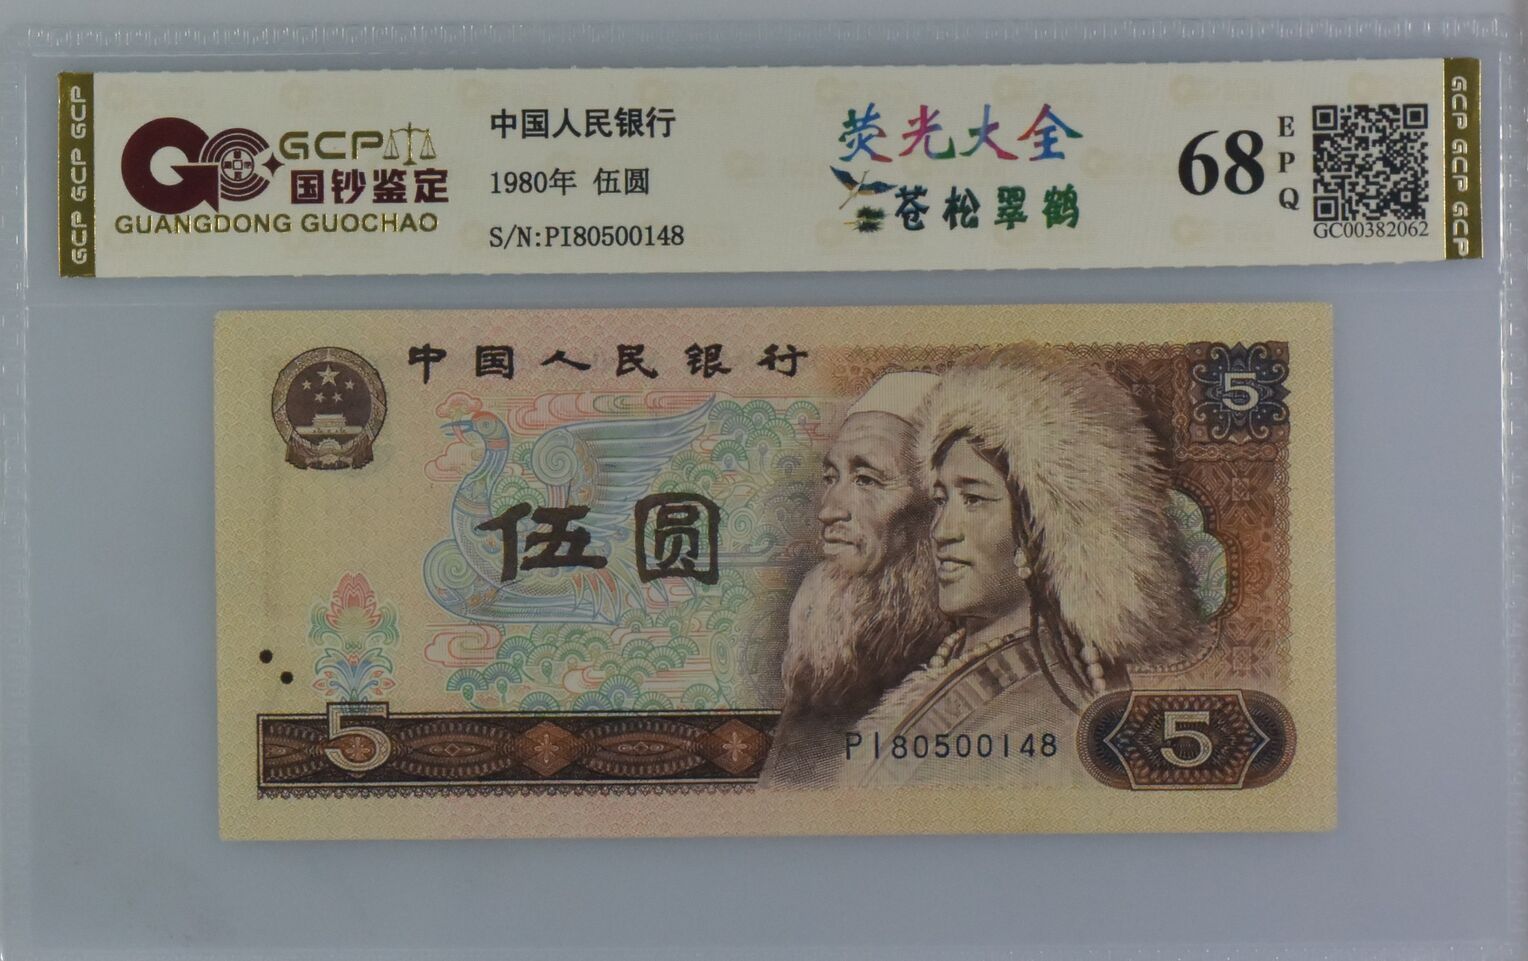 GCP GCP GCP
GCP
国钞鉴定
GUANGDONG GUOCHAO
中国人民银行
1980年 伍圆
S/N:PI80500148
荧光大全
苍松翠鹤
68
EPQ
GC00382062
GCP GCP GCP
中国人民银行
5
伍圆
PI80500148
5
5